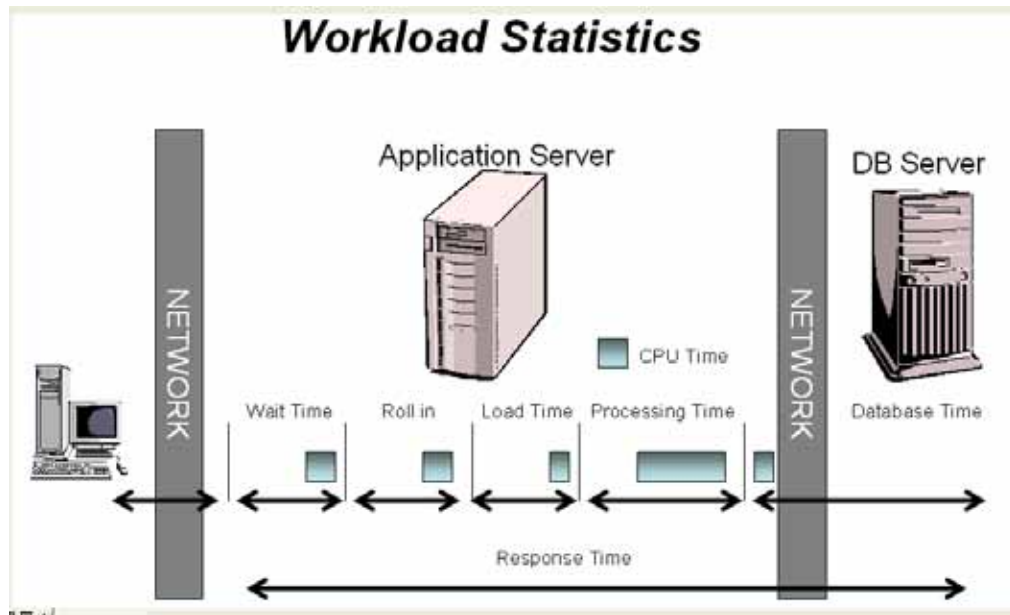 Workload Statistics
Application Server
DB Server
NETWORK
NETWORK
CPU Time
Wait Time
Roll in
Load Time
Processing Time
Database Time
Response Time